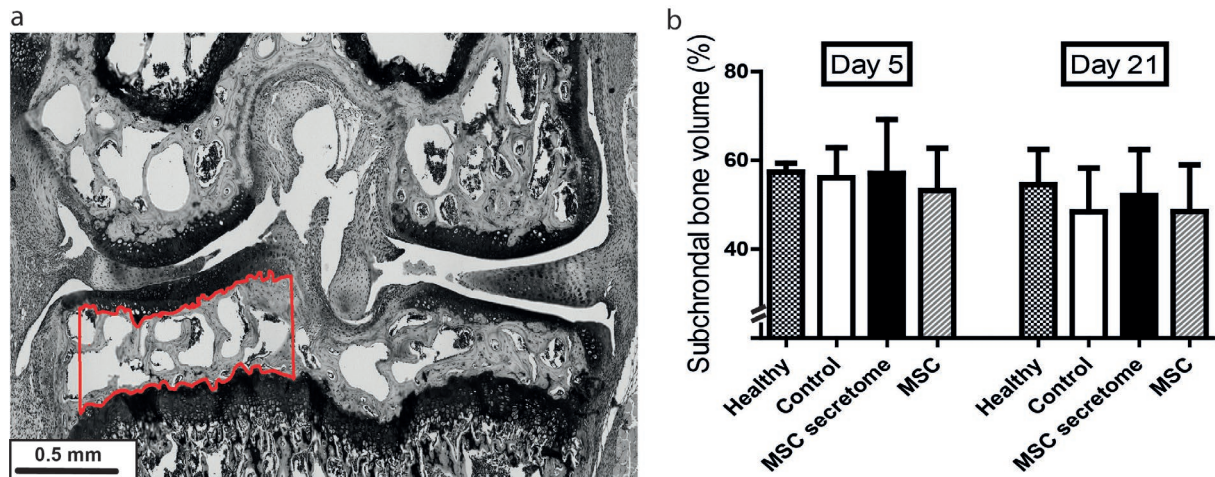 a
0.5 mm
b
Subchrondal bone volume (%)
80
60
40
Day 5
Day 21
Healthy
Control
MSC secretome
MSC
Healthy
Control
MSC secretome
MSC